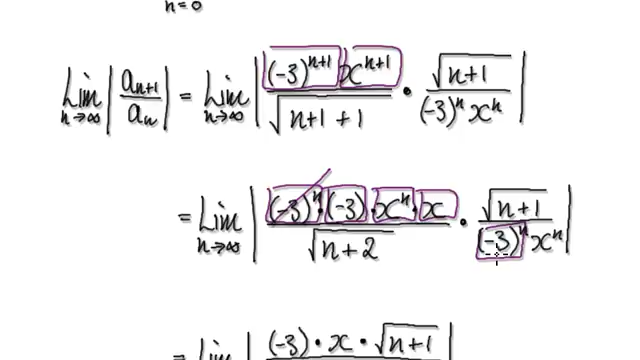 n=0
Lim n→∞ | a_{n+1} / a_n | = Lim n→∞ | (-3)^{n+1} x^{n+1} / √(n+1+1) · √(n+1) / (-3)^n x^n |
= Lim n→∞ | (-3)^n · (-3) · x^n · x / √(n+2) · √(n+1) / (-3)^n x^n |
= Lim | (-3) · x · √(n+1)